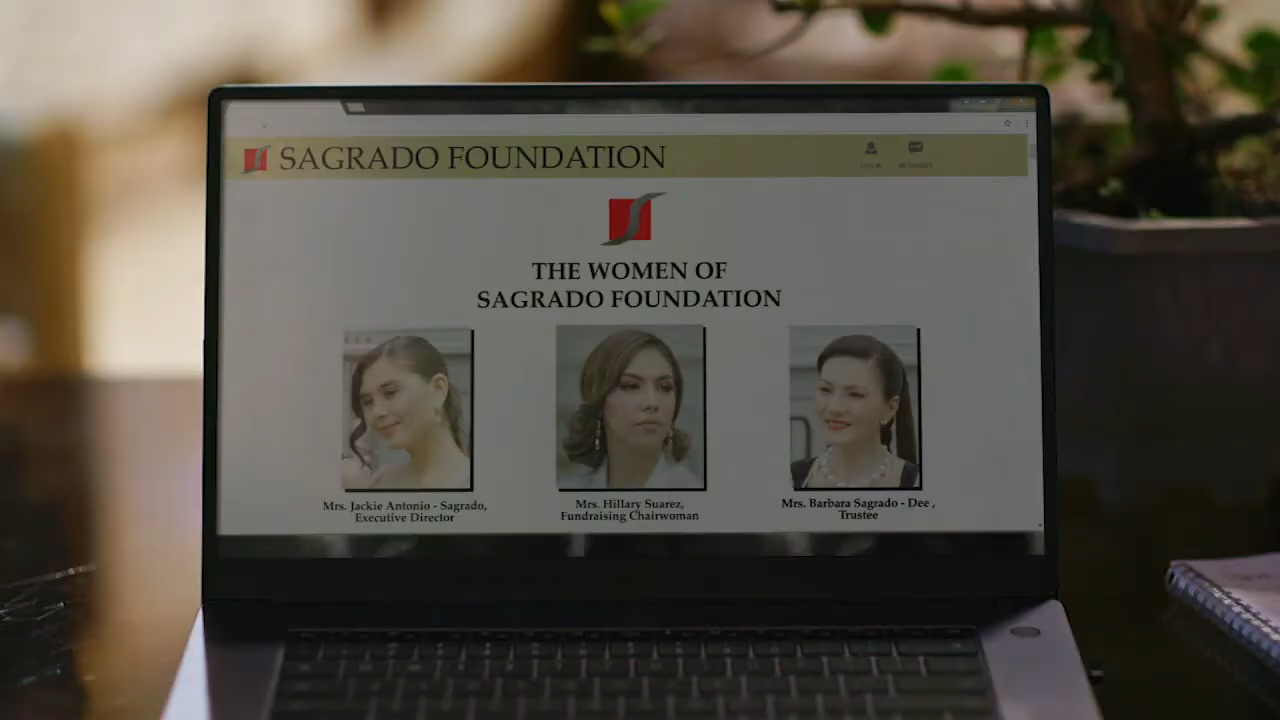 SAGRADO FOUNDATION
THE WOMEN OF
SAGRADO FOUNDATION
Mrs. Jackie Antonio - Sagrado,
Executive Director
Mrs. Hillary Suarez,
Fundraising Chairwoman
Mrs. Barbara Sagrado - Dee ,
Trustee